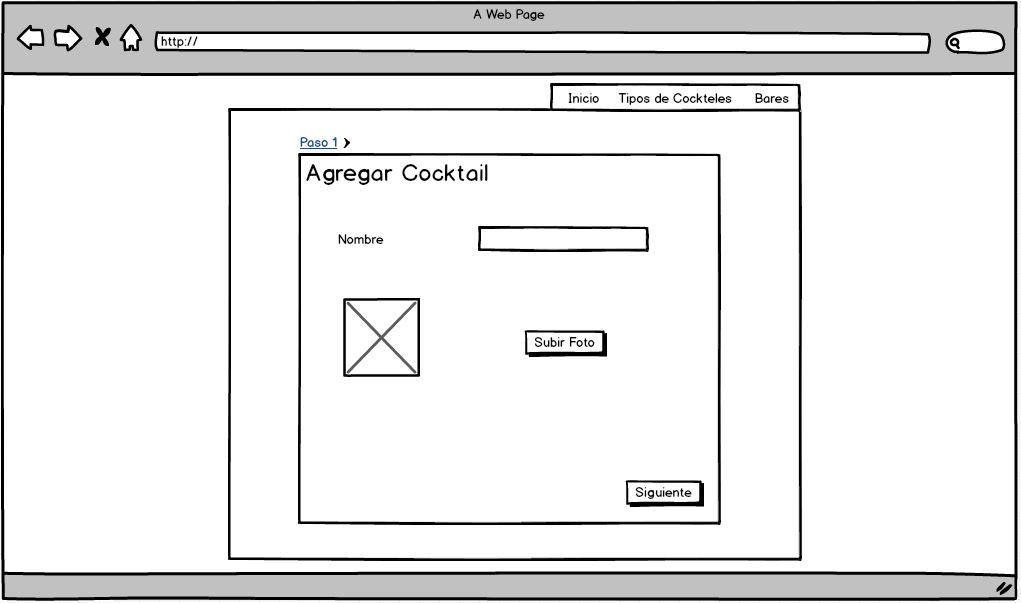 A Web Page
http://
Inicio Tipos de Cockteles Bares
Paso 1
Agregar Cocktail
Nombre
Subir Foto
Siguiente